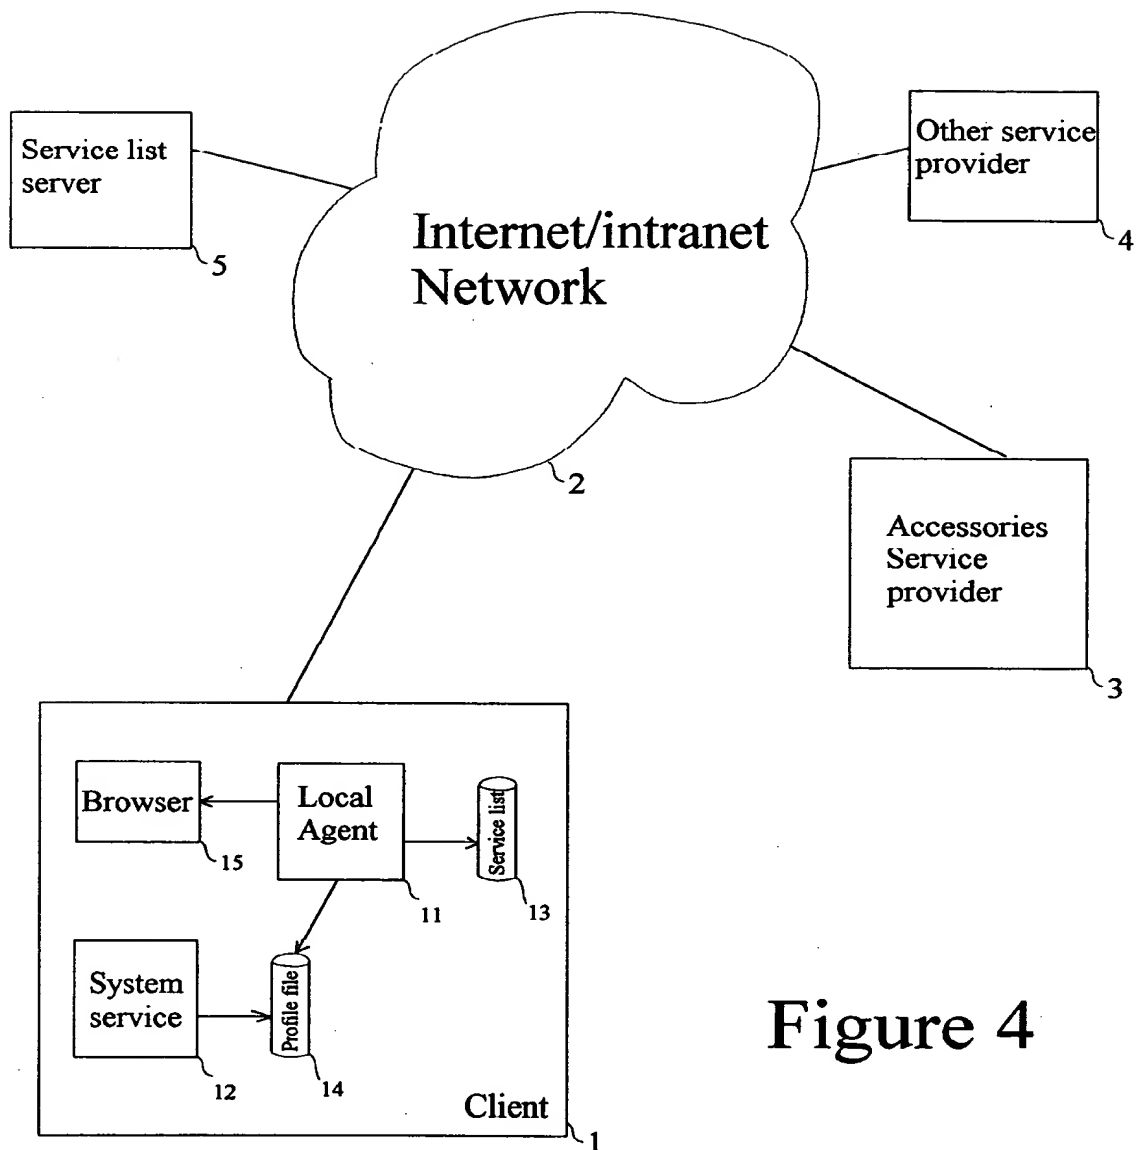 Service list
server
5
Internet/intranet
Network
2
Other service
provider
4
Accessories
Service
provider
3
Browser
15
Local
Agent
11
Service list
13
System
service
12
Profile file
14
Client
1
Figure 4